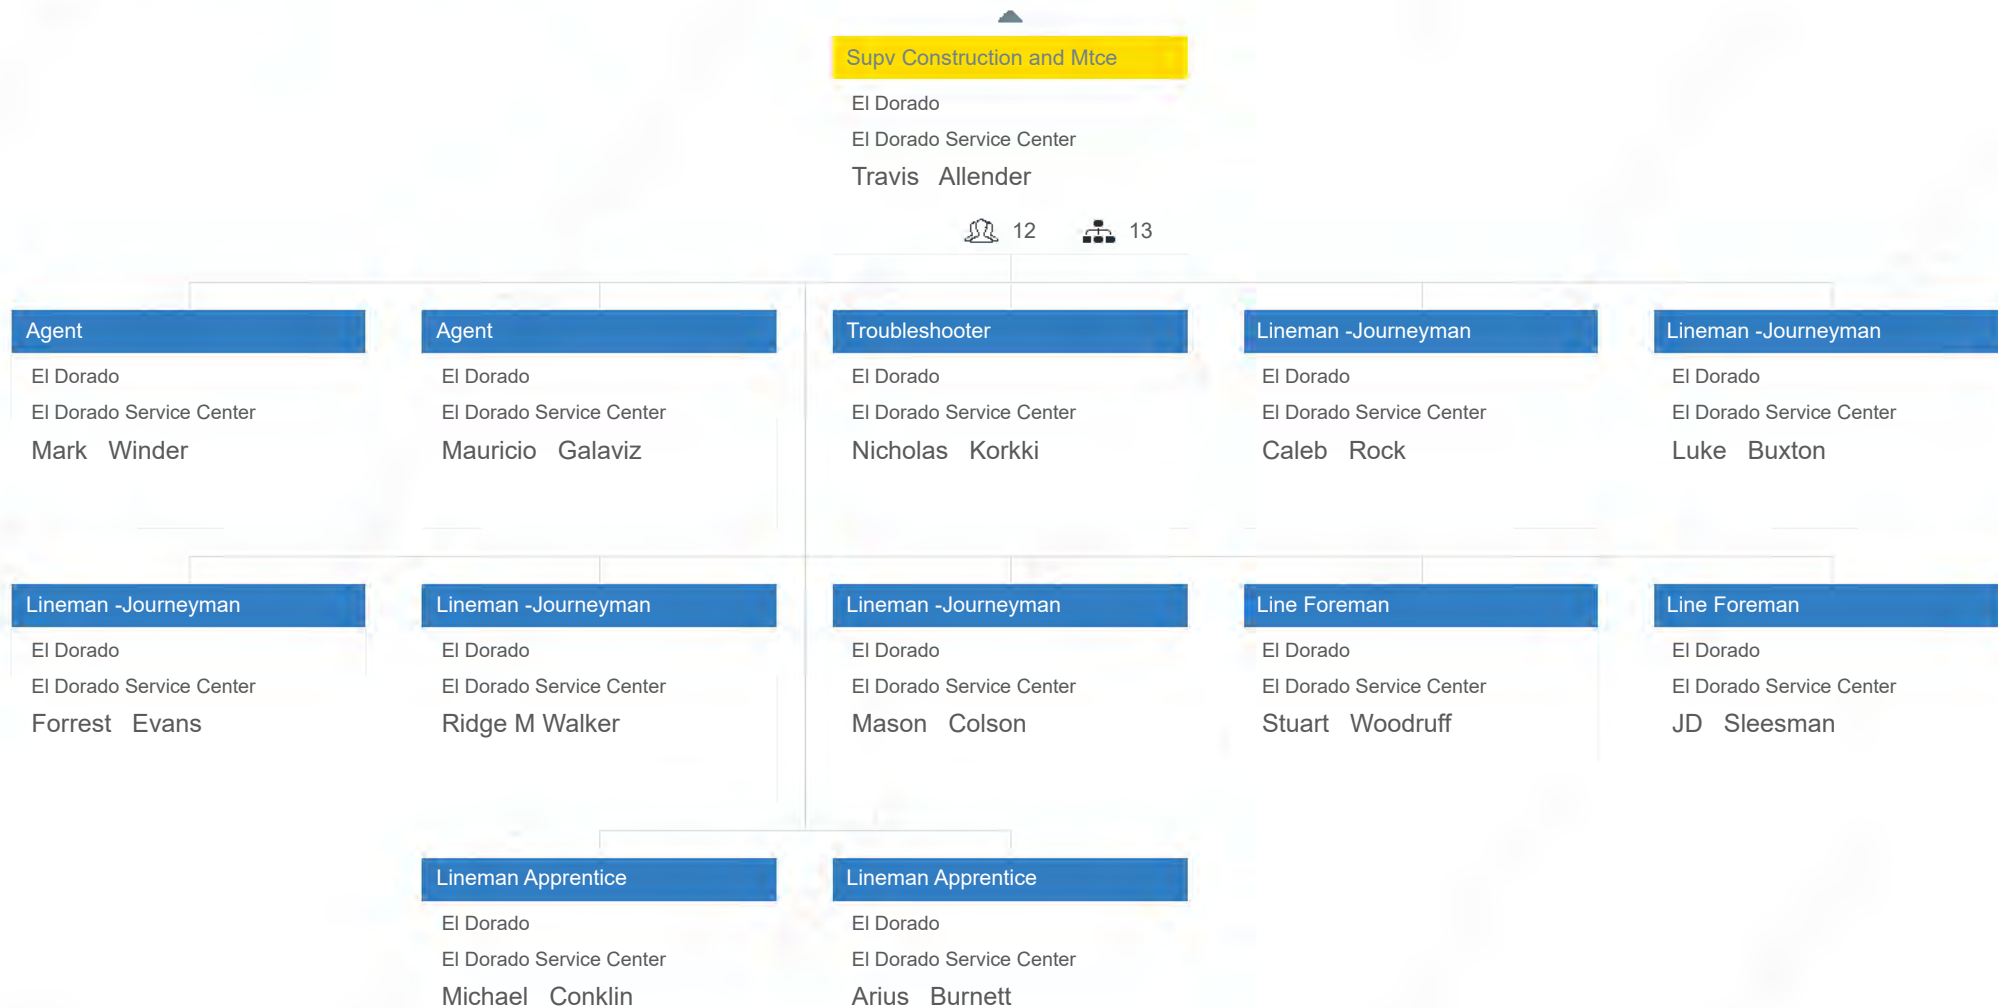 Supv Construction and Mtce
El Dorado
El Dorado Service Center
Travis Allender
12 13
Agent
El Dorado
El Dorado Service Center
Mark Winder
Agent
El Dorado
El Dorado Service Center
Mauricio Galaviz
Troubleshooter
El Dorado
El Dorado Service Center
Nicholas Korkki
Lineman -Journeyman
El Dorado
El Dorado Service Center
Caleb Rock
Lineman -Journeyman
El Dorado
El Dorado Service Center
Luke Buxton
Lineman -Journeyman
El Dorado
El Dorado Service Center
Forrest Evans
Lineman -Journeyman
El Dorado
El Dorado Service Center
Ridge M Walker
Lineman -Journeyman
El Dorado
El Dorado Service Center
Mason Colson
Line Foreman
El Dorado
El Dorado Service Center
Stuart Woodruff
Line Foreman
El Dorado
El Dorado Service Center
JD Sleesman
Lineman Apprentice
El Dorado
El Dorado Service Center
Michael Conklin
Lineman Apprentice
El Dorado
El Dorado Service Center
Arius Burnett